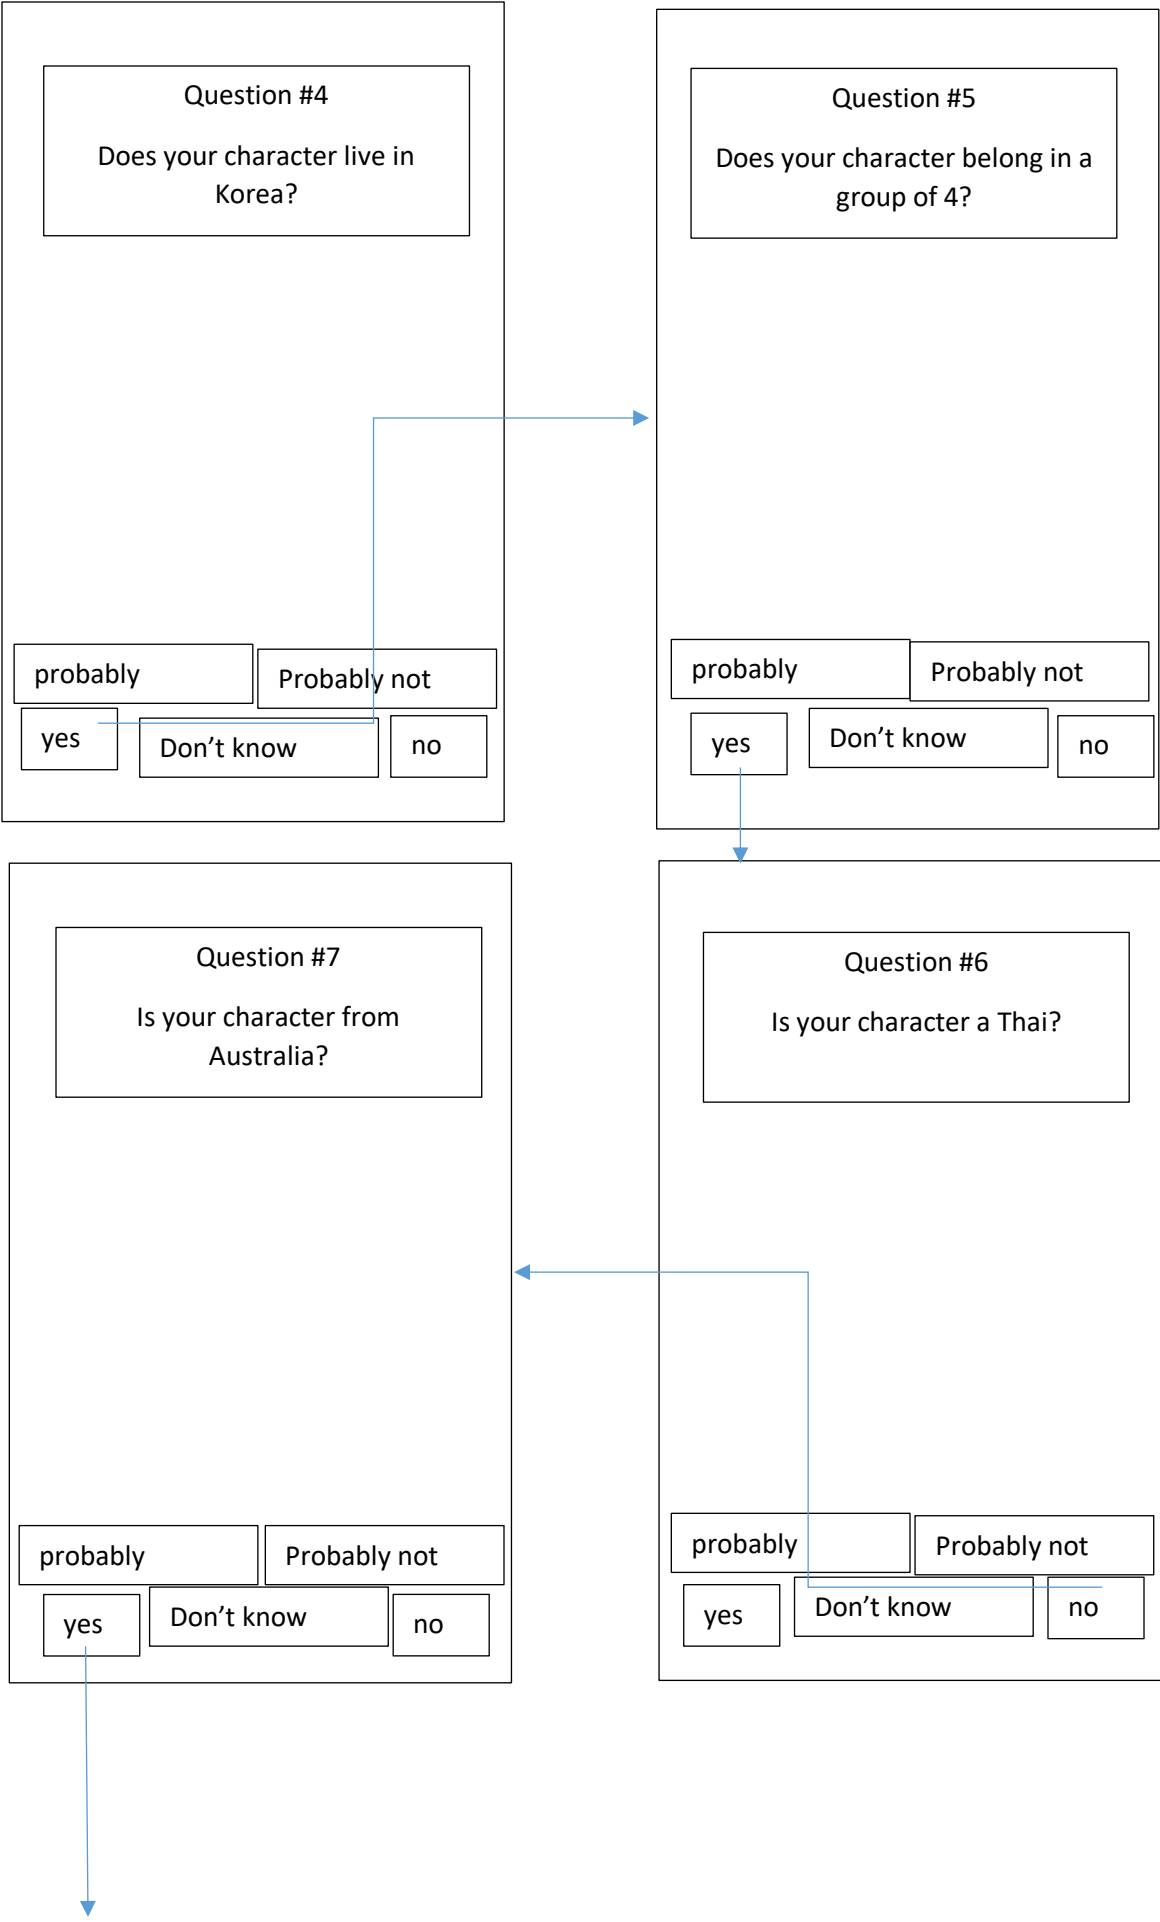 Question #4
Does your character live in
Korea?
probably
Probably not
yes
Don’t know
no
Question #5
Does your character belong in a
group of 4?
probably
Probably not
yes
Don’t know
no
Question #7
Is your character from
Australia?
probably
Probably not
yes
Don’t know
no
Question #6
Is your character a Thai?
probably
Probably not
yes
Don’t know
no